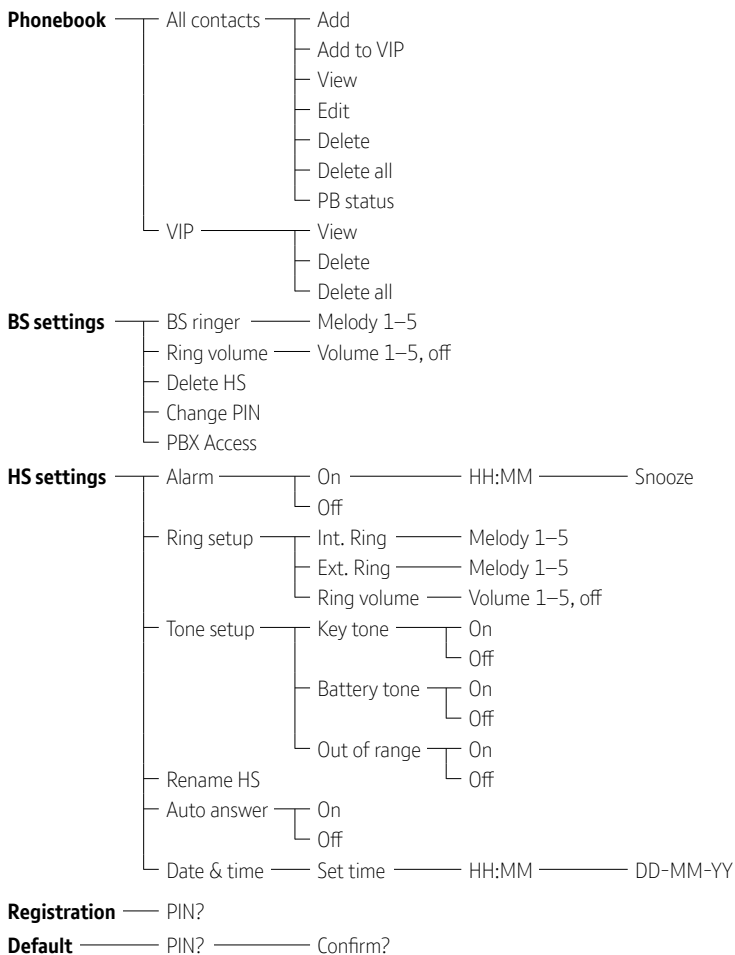 Phonebook All contacts Add
Add to VIP
View
Edit
Delete
Delete all
PB status
VIP View
Delete
Delete all
BS settings BS ringer Melody 1–5
Ring volume Volume 1–5, off
Delete HS
Change PIN
PBX Access
HS settings Alarm On HH:MM Snooze
Off
Ring setup Int. Ring Melody 1–5
Ext. Ring Melody 1–5
Ring volume Volume 1–5, off
Tone setup Key tone On
Off
Battery tone On
Off
Out of range On
Off
Rename HS
Auto answer On
Off
Date & time Set time HH:MM DD-MM-YY
Registration PIN?
Default PIN? Confirm?